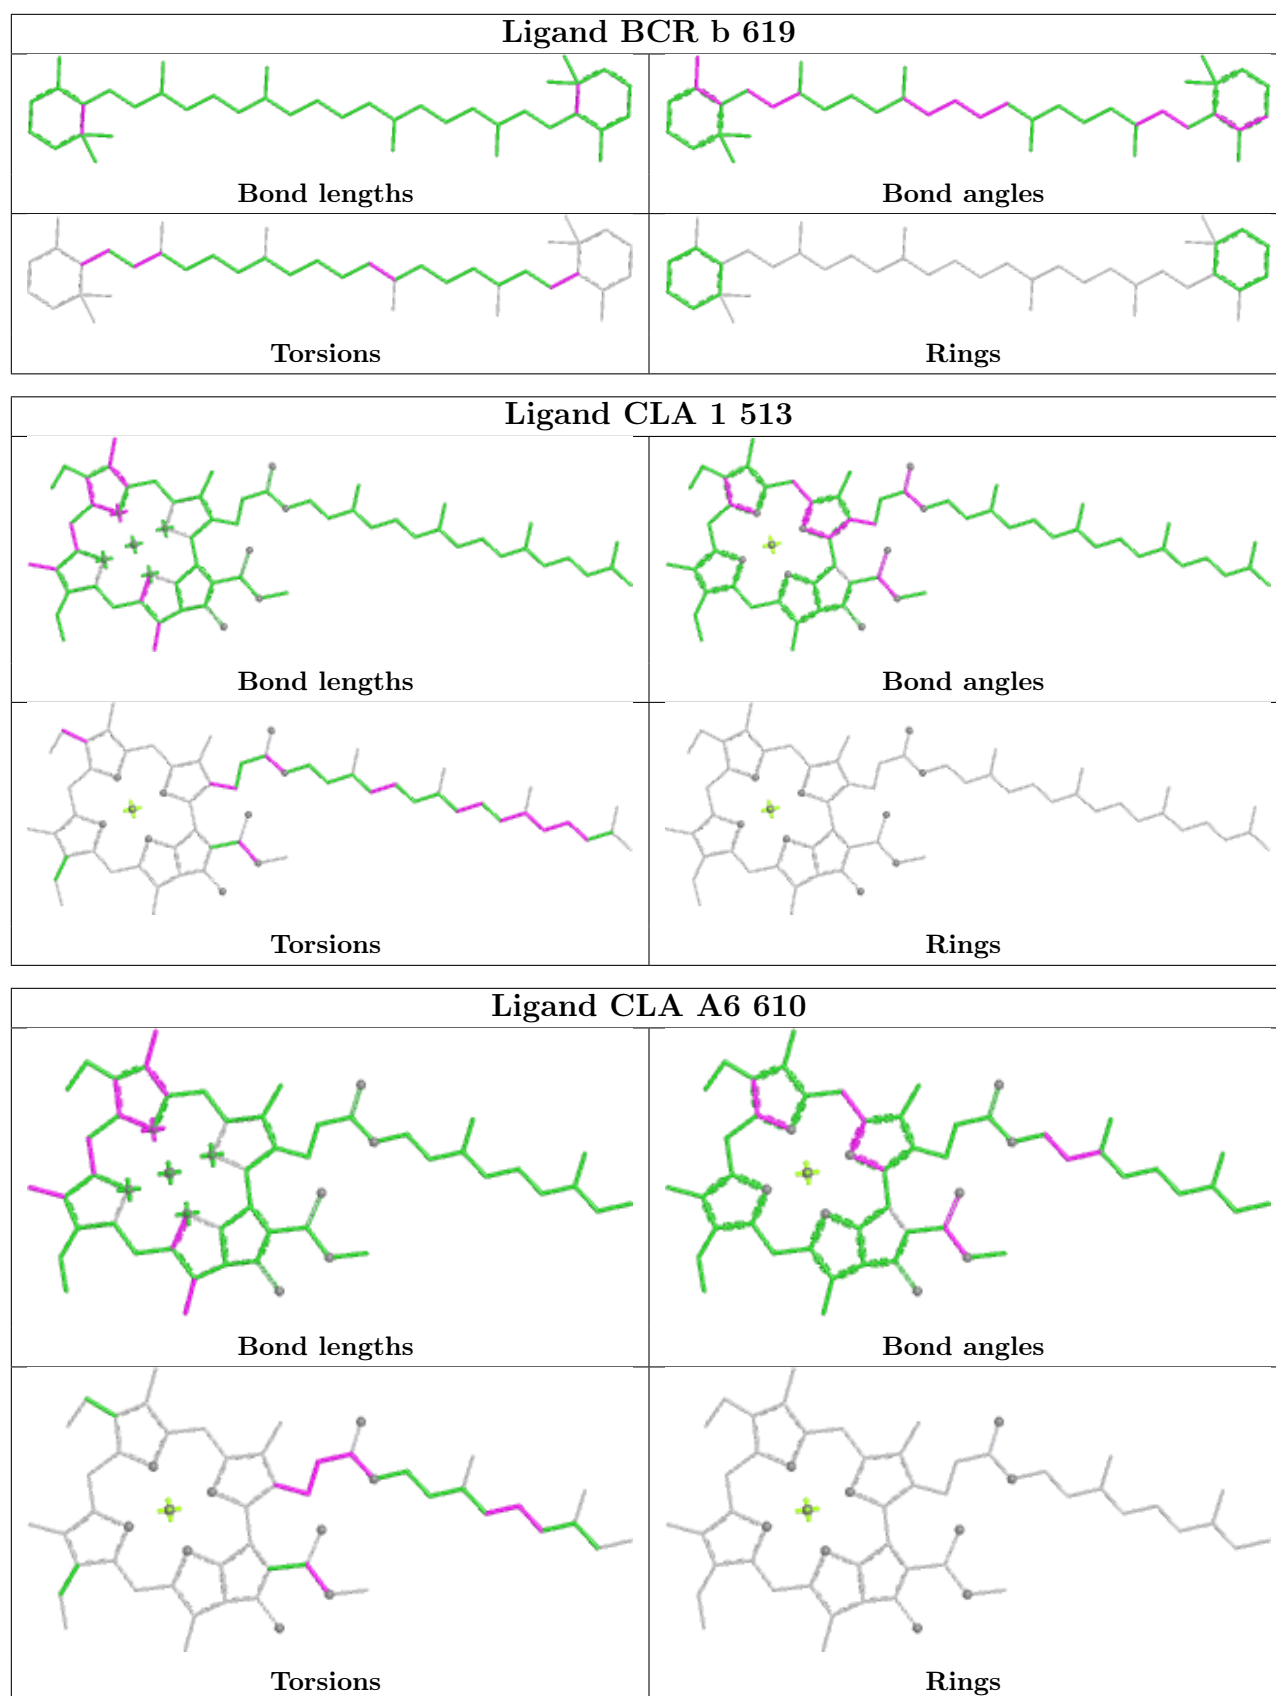 Ligand BCR b 619
Bond lengths
Bond angles
Torsions
Rings
Ligand CLA 1 513
Bond lengths
Bond angles
Torsions
Rings
Ligand CLA A6 610
Bond lengths
Bond angles
Torsions
Rings